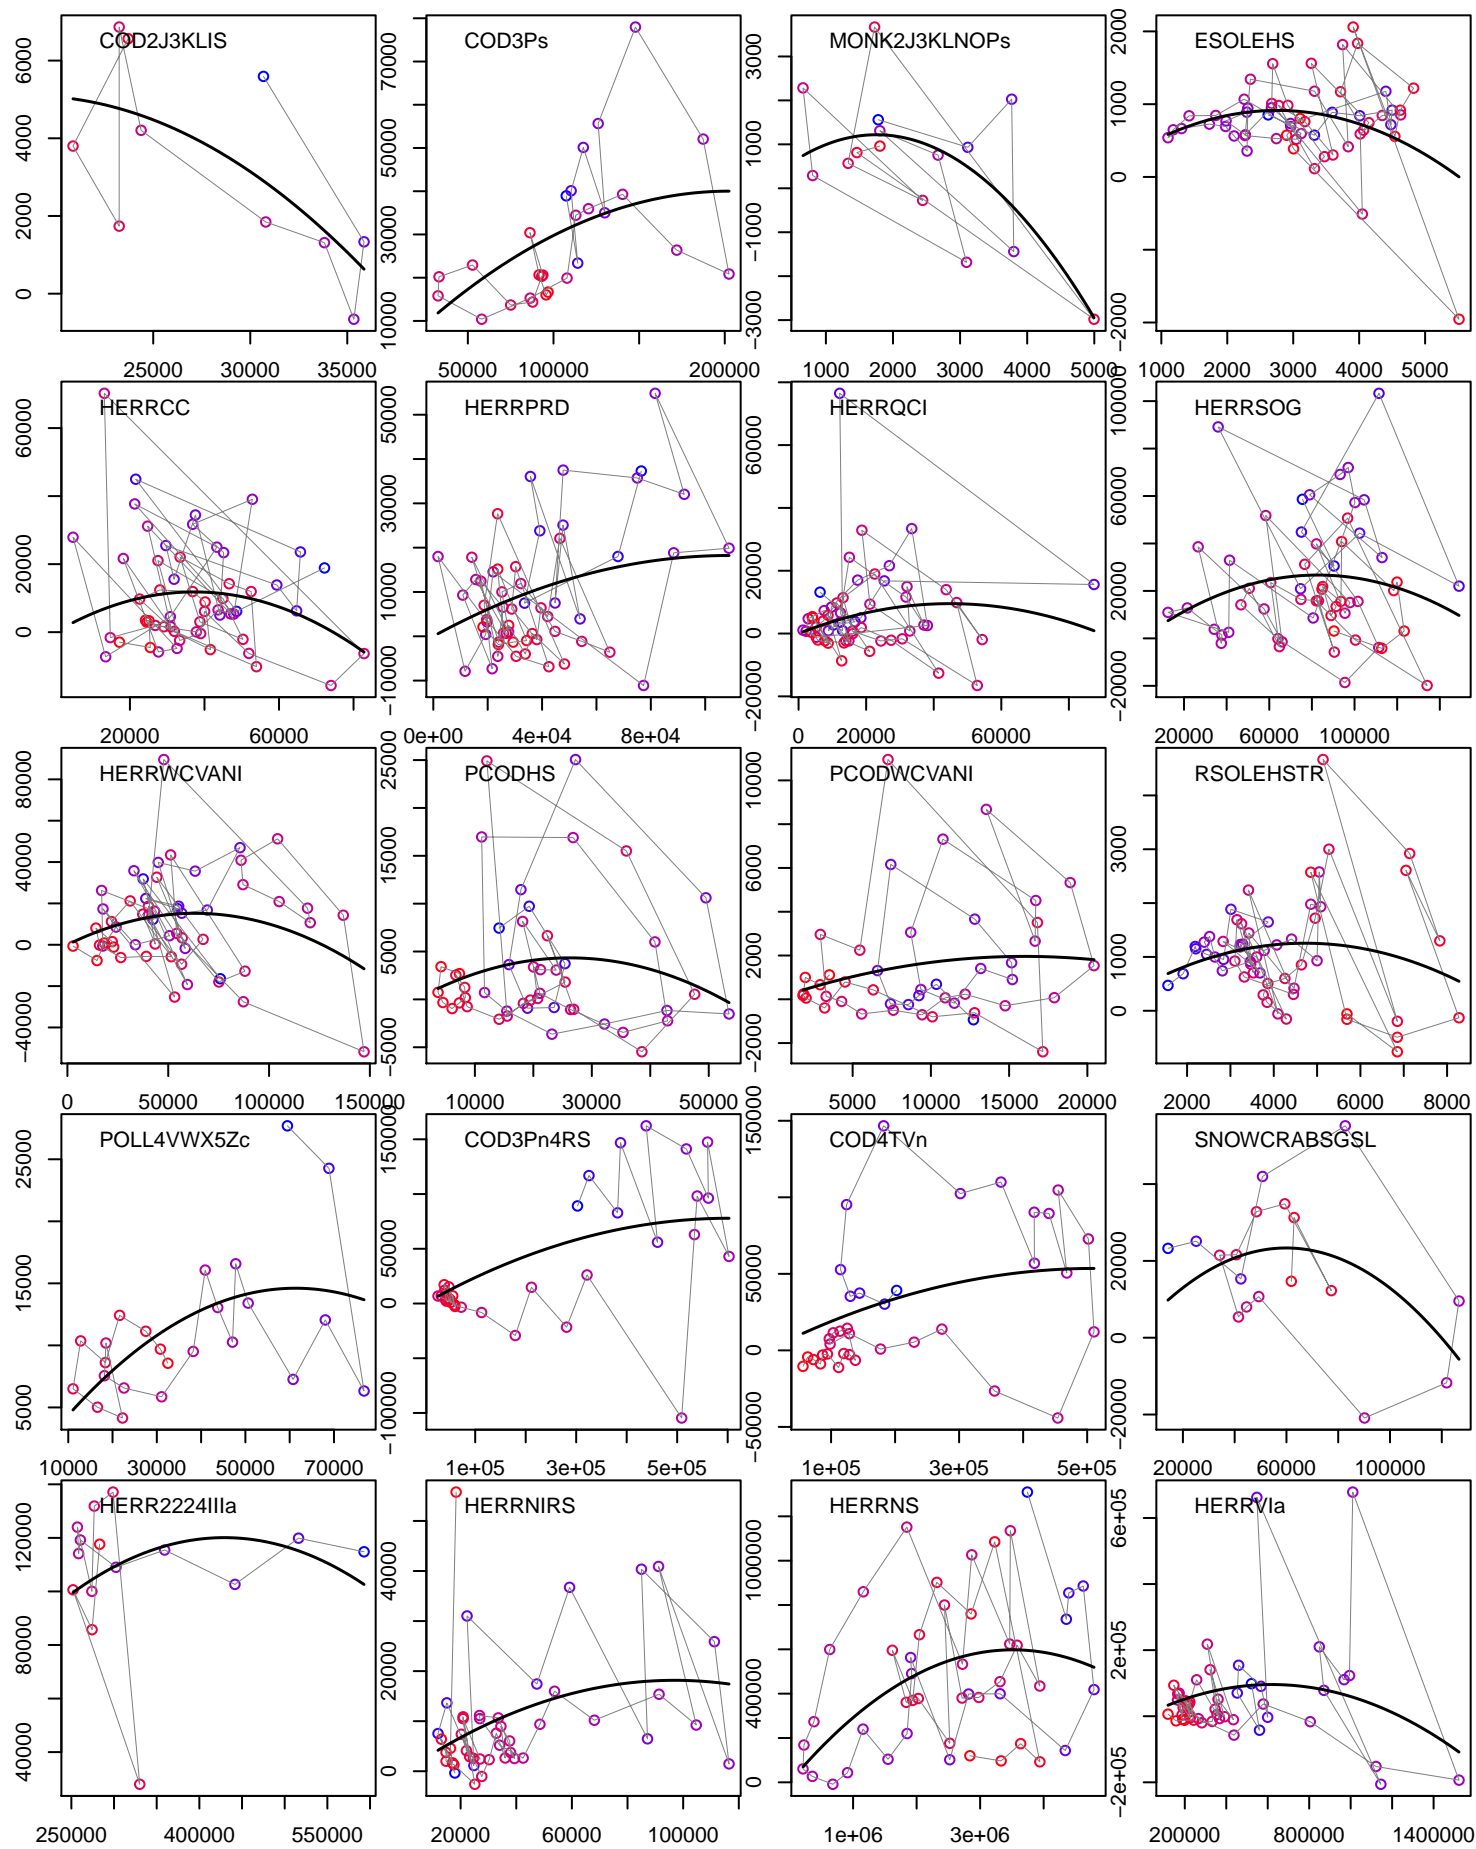 COD2J3KLIS COD3Ps MONK2J3KLNOPs ESOLEHS
0 2000 4000 6000
10000 30000 50000 70000
−3000 −1000 1000 3000
−2000 0 1000 2000
25000 30000 35000
50000 100000 200000
1000 2000 3000 4000 5000
1000 2000 3000 4000 5000
HERRCC HERRPRD HERRQCI HERRSOG
0 20000 40000 60000
−10000 10000 30000 50000
−20000 0 20000 60000
−20000 20000 60000 100000
20000 60000
0e+00 4e+04 8e+04
0 20000 60000
20000 60000 100000
HERRWCVANI PCODHS PCODWCVANI RSOLEHSTR
−40000 0 40000 80000
−5000 5000 15000 25000
−2000 2000 6000 10000
0 1000 3000
0 50000 100000 150000
10000 30000 50000
5000 10000 15000 20000
2000 4000 6000 8000
POLL4VWX5Zc COD3Pn4RS COD4TVn SNOWCRABSGSL
5000 15000 25000
−100000 0 50000 150000
−50000 0 50000 150000
−20000 0 20000
10000 30000 50000 70000
1e+05 3e+05 5e+05
1e+05 3e+05 5e+05
20000 60000 100000
HERR2224IIIa HERRNIRS HERRNS HERRVIa
40000 80000 120000
0 20000 40000
0 400000 1000000
−2e+05 2e+05 6e+05
250000 400000 550000
20000 60000 100000
1e+06 3e+06
200000 800000 1400000